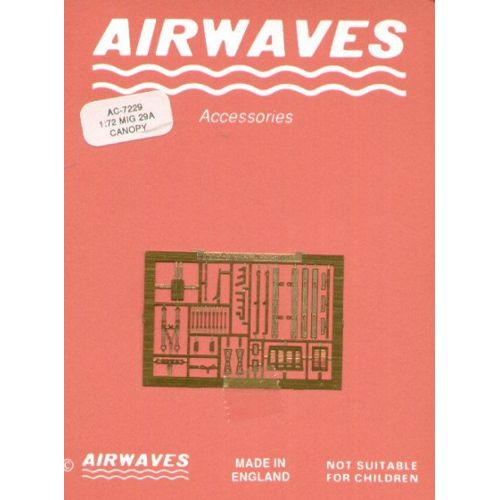 AIRWAVES
AC-7229
1:72 MIG 29A
CANOPY
Accessories
© AIRWAVES
MADE IN
ENGLAND
NOT SUITABLE
FOR CHILDREN